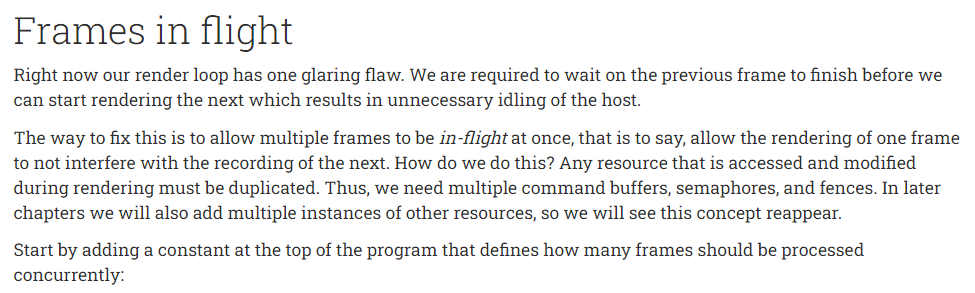 Frames in flight
Right now our render loop has one glaring flaw. We are required to wait on the previous frame to finish before we
can start rendering the next which results in unnecessary idling of the host.
The way to fix this is to allow multiple frames to be in-flight at once, that is to say, allow the rendering of one frame
to not interfere with the recording of the next. How do we do this? Any resource that is accessed and modified
during rendering must be duplicated. Thus, we need multiple command buffers, semaphores, and fences. In later
chapters we will also add multiple instances of other resources, so we will see this concept reappear.
Start by adding a constant at the top of the program that defines how many frames should be processed
concurrently: